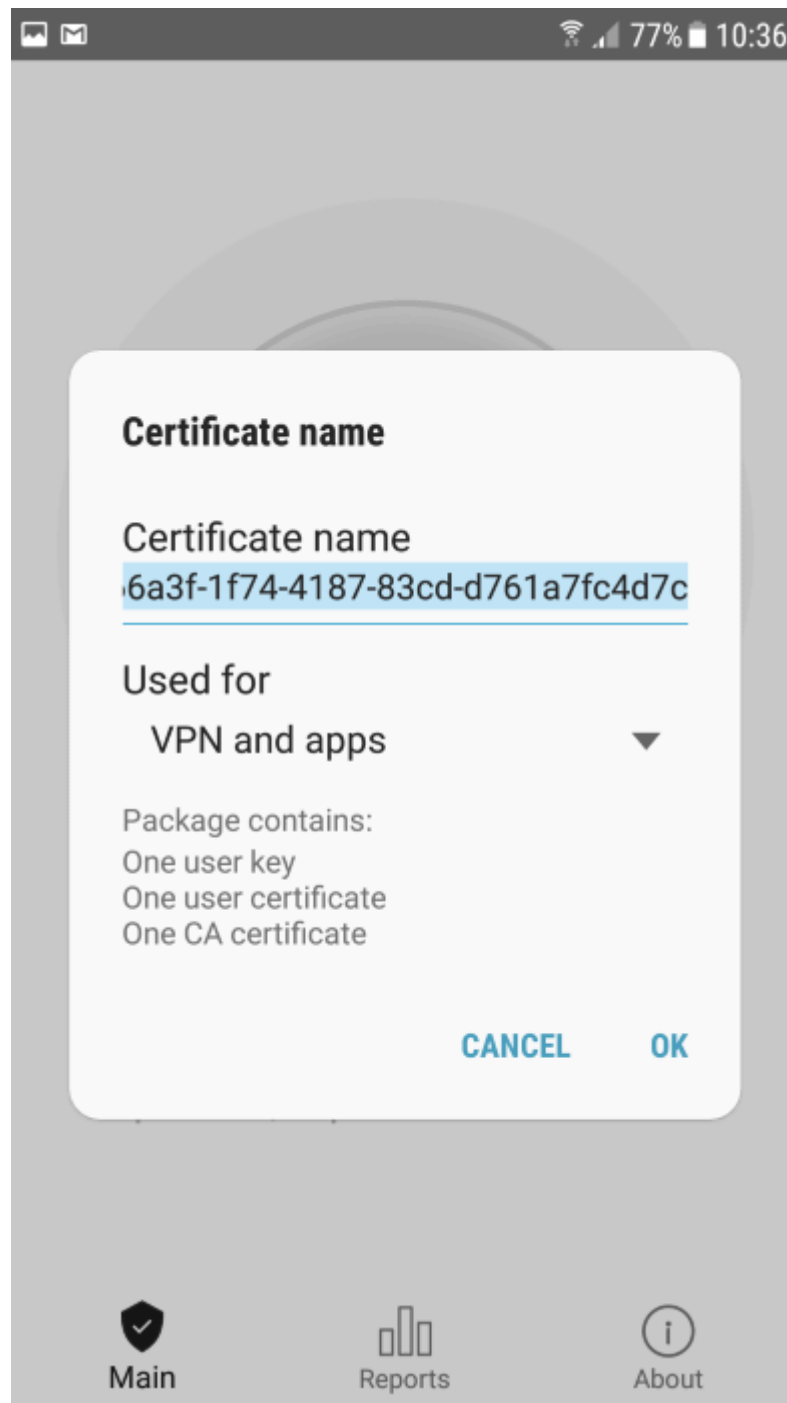 77% 10:36
Certificate name
Certificate name
6a3f-1f74-4187-83cd-d761a7fc4d7c
Used for
VPN and apps
Package contains:
One user key
One user certificate
One CA certificate
CANCEL OK
Main Reports About